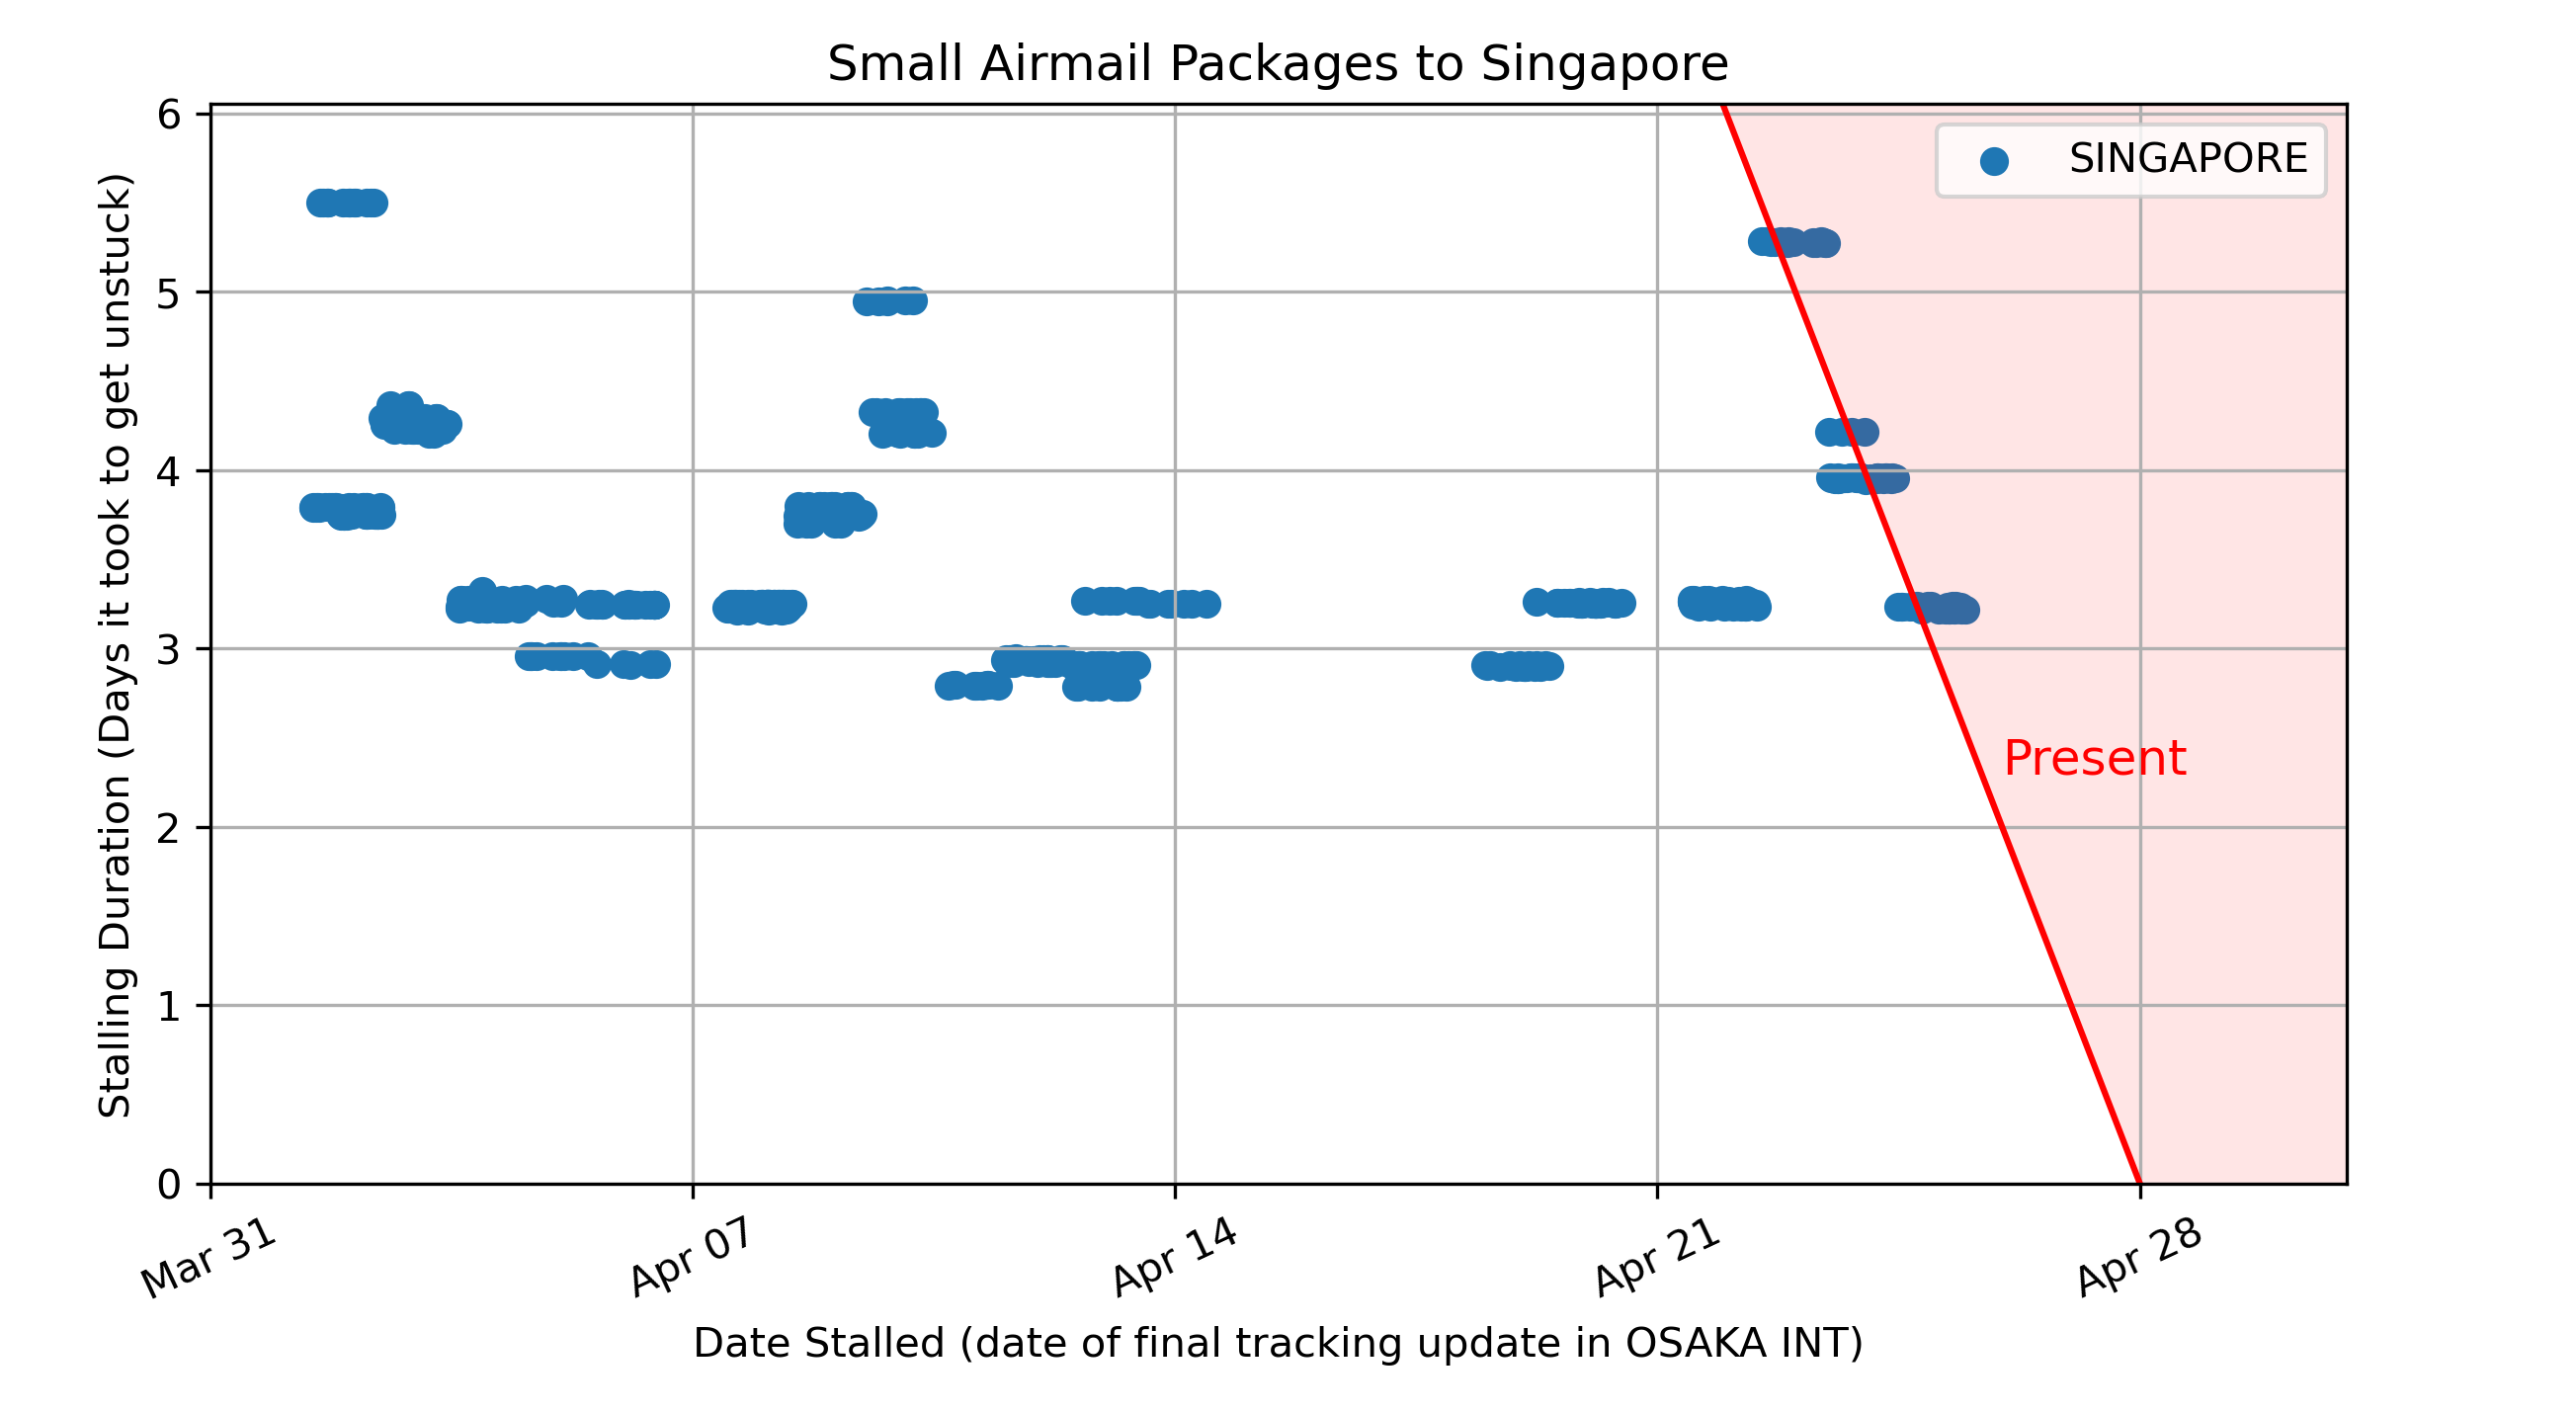 Small Airmail Packages to Singapore
SINGAPORE
Present
Stalling Duration (Days it took to get unstuck)
6
5
4
3
2
1
0
Mar 31
Apr 07
Apr 14
Apr 21
Apr 28
Date Stalled (date of final tracking update in OSAKA INT)